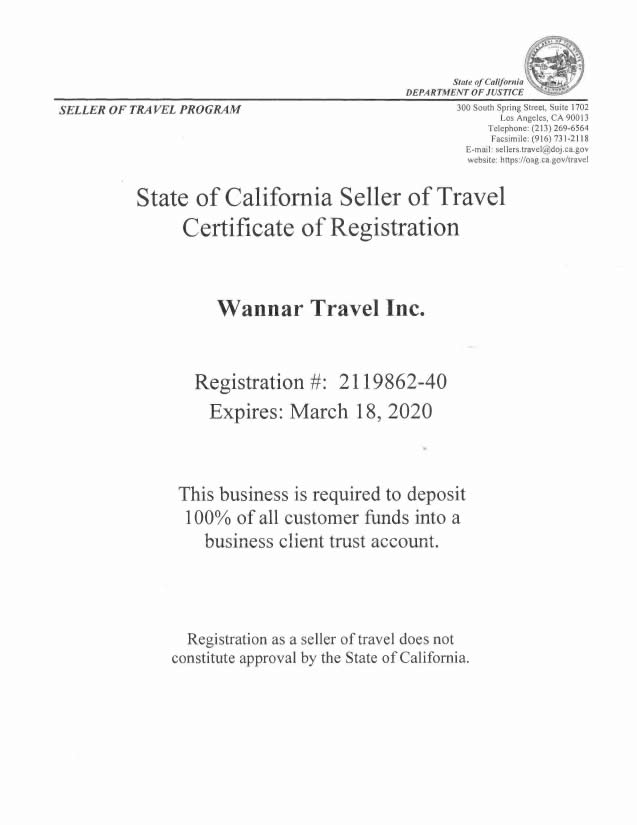 State of California
DEPARTMENT OF JUSTICE
SELLER OF TRAVEL PROGRAM
300 South Spring Street, Suite 1702
Los Angeles, CA 90013
Telephone: (213) 269-6564
Facsimile: (916) 731-2118
E-mail: sellers.travel@doj.ca.gov
website: https://oag.ca.gov/travel
State of California Seller of Travel
Certificate of Registration
Wannar Travel Inc.
Registration #: 2119862-40
Expires: March 18, 2020
This business is required to deposit
100% of all customer funds into a
business client trust account.
Registration as a seller of travel does not
constitute approval by the State of California.